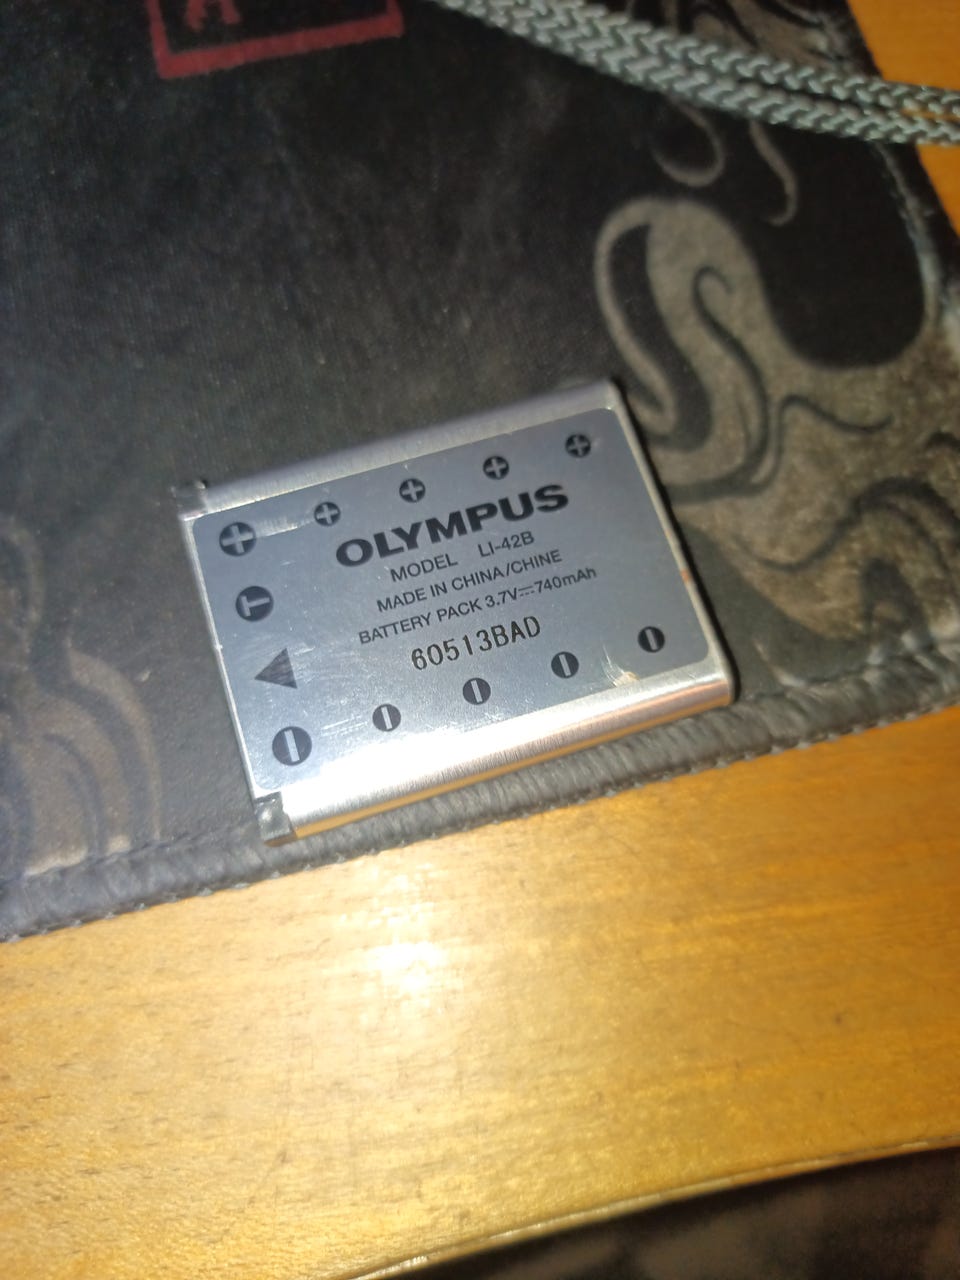 OLYMPUS
MODEL LI-42B
MADE IN CHINA/CHINE
BATTERY PACK 3.7V⎓740mAh
60513BAD
+ + + + +
T
− − − − −